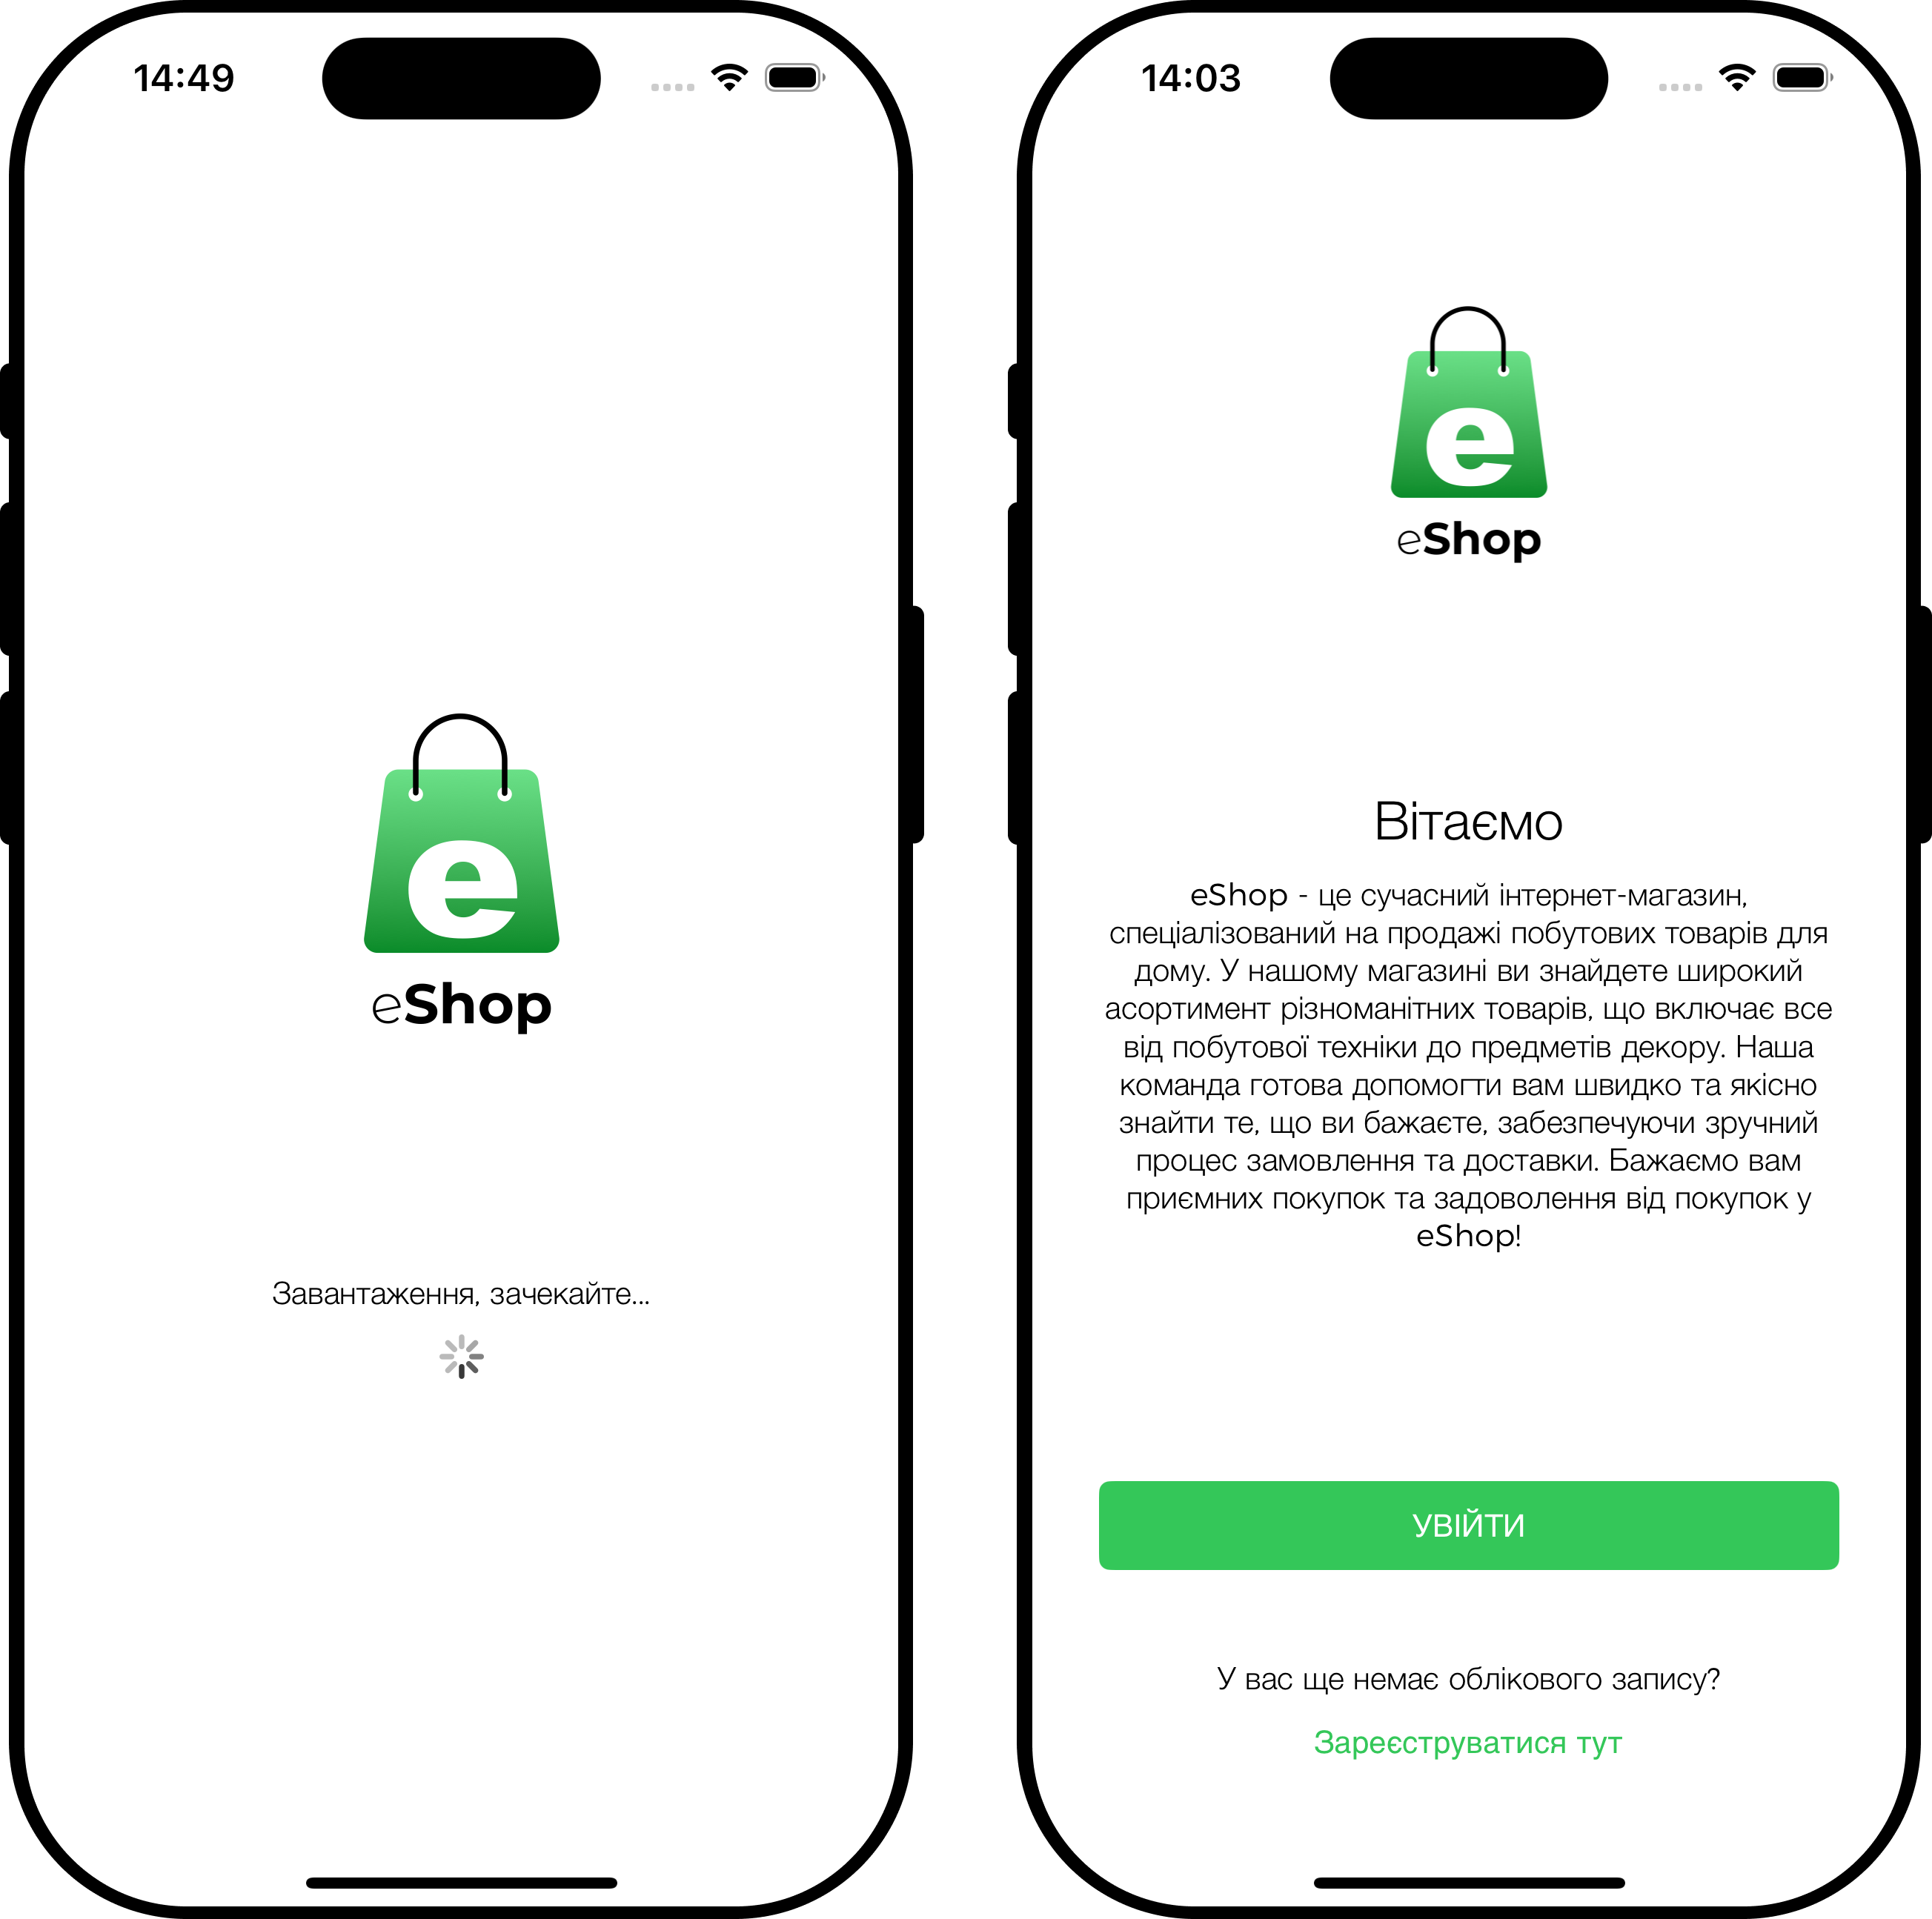 14:49
e
eShop
Завантаження, зачекайте...
14:03
e
eShop
Вітаємо
eShop - це сучасний інтернет-магазин,
спеціалізований на продажі побутових товарів для
дому. У нашому магазині ви знайдете широкий
асортимент різноманітних товарів, що включає все
від побутової техніки до предметів декору. Наша
команда готова допомогти вам швидко та якісно
знайти те, що ви бажаєте, забезпечуючи зручний
процес замовлення та доставки. Бажаємо вам
приємних покупок та задоволення від покупок у
eShop!
УВІЙТИ
У вас ще немає облікового запису?
Зареєструватися тут